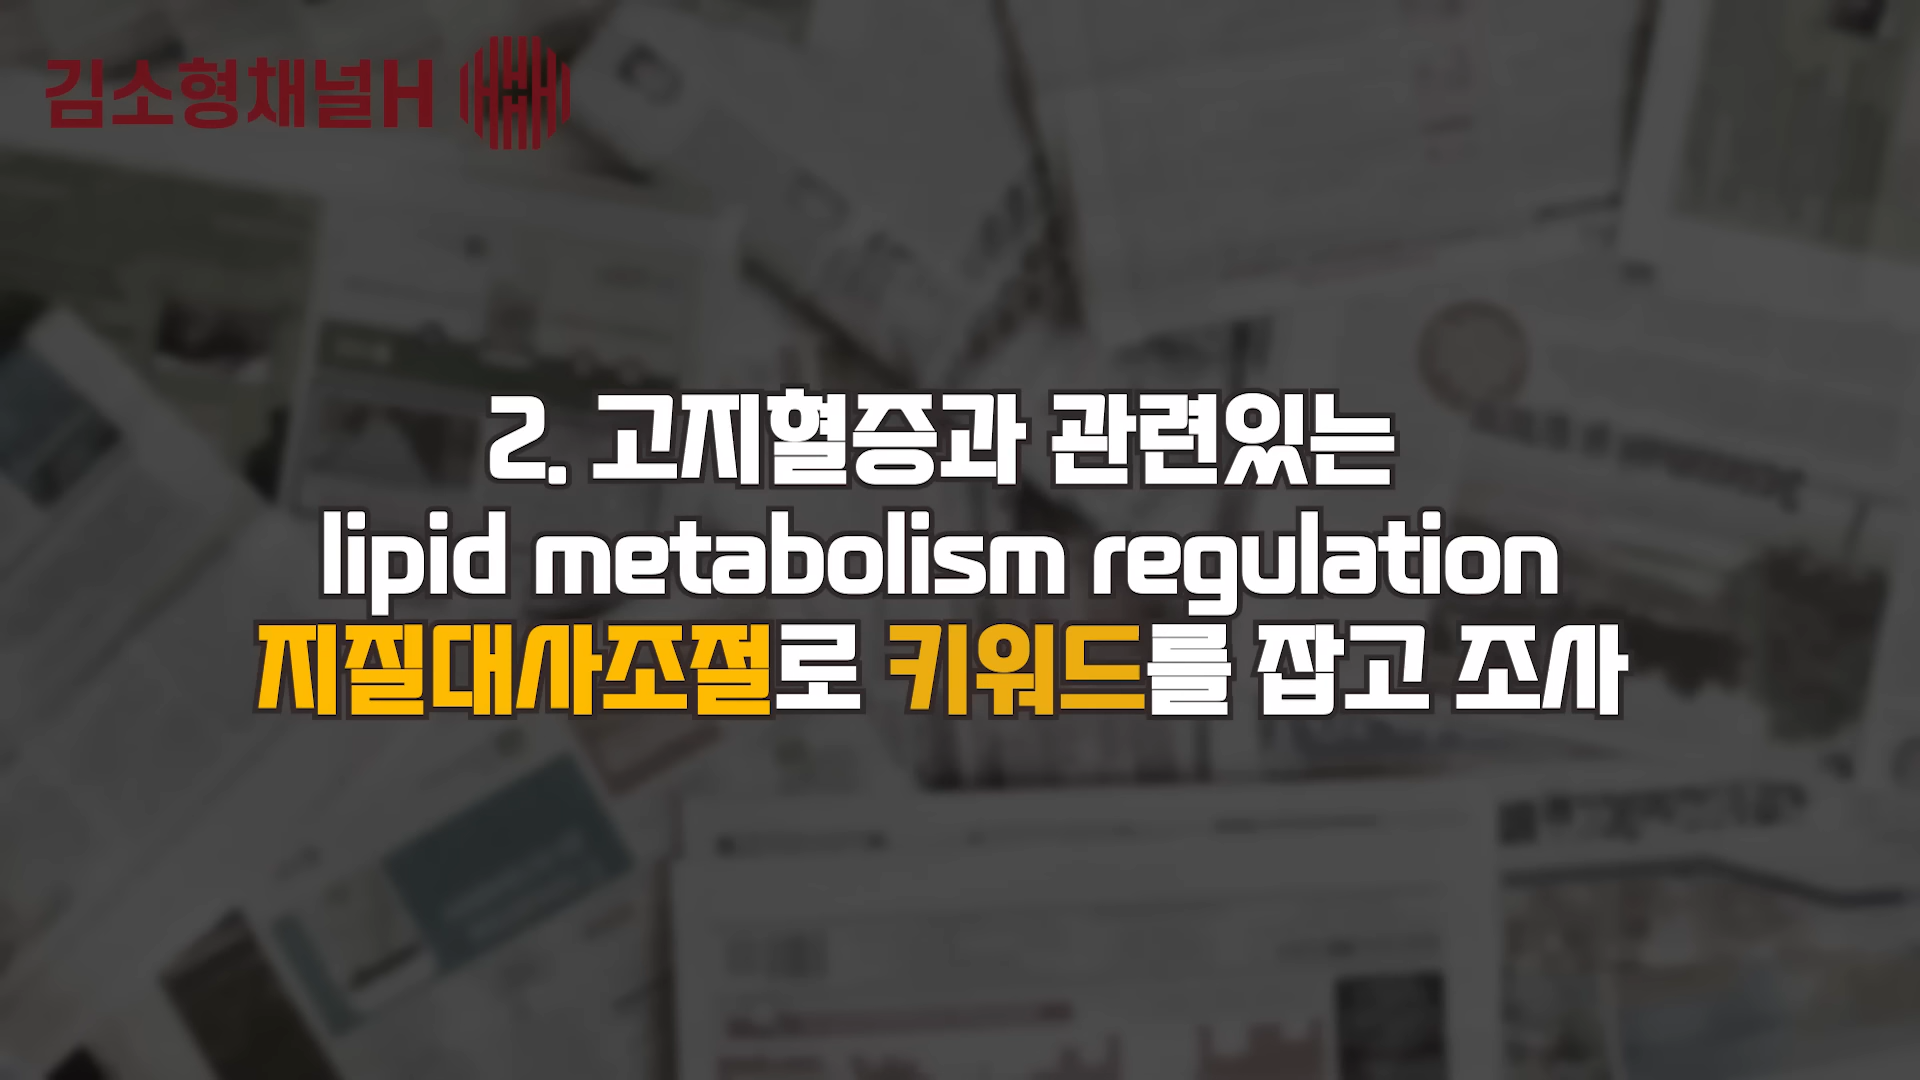 김소형채널H
2. 고지혈증과 관련있는
lipid metabolism regulation
지질대사조절로 키워드를 잡고 조사